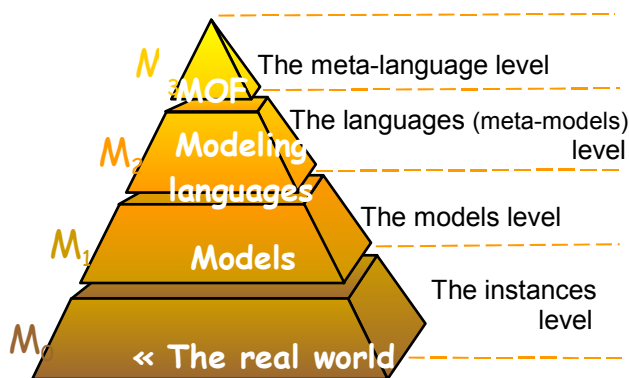 M3
MOF
The meta-language level
M2
Modeling
languages
The languages (meta-models)
level
M1
Models
The models level
M0
« The real world
The instances
level